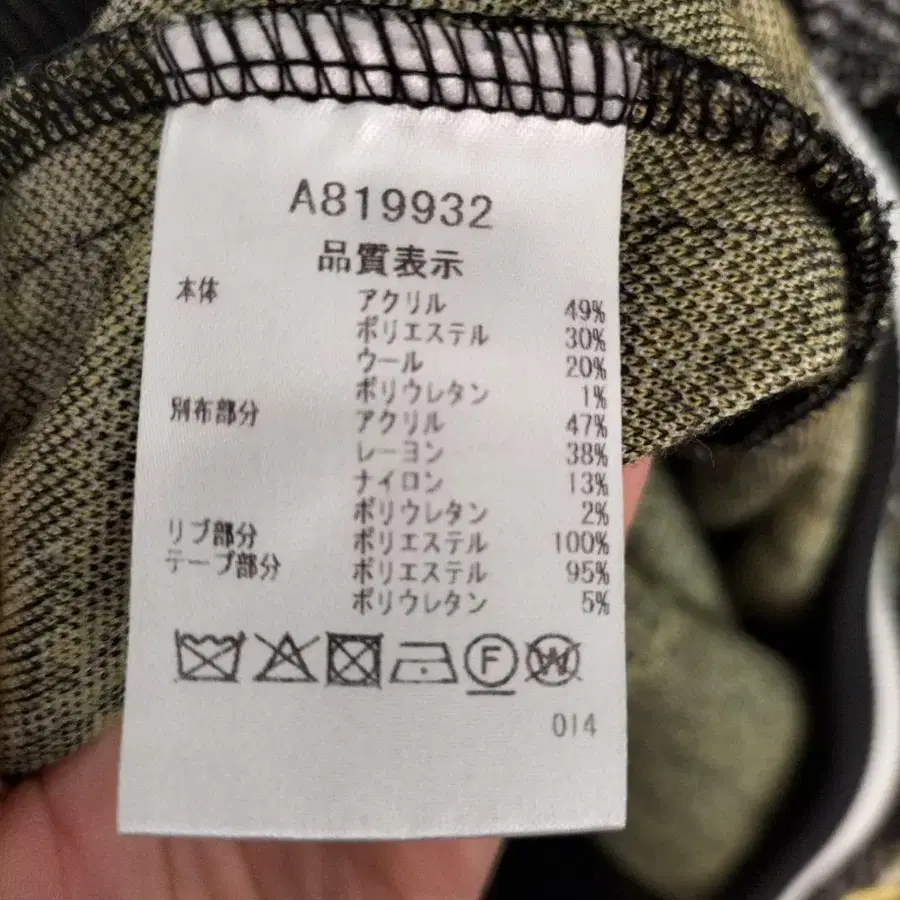 A819932
品質表示
本体 アクリル 49%
ポリエステル 30%
ウール 20%
ポリウレタン 1%
別布部分 アクリル 47%
レーヨン 38%
ナイロン 13%
ポリウレタン 2%
リブ部分 ポリエステル 100%
テープ部分 ポリエステル 95%
ポリウレタン 5%
F W
014